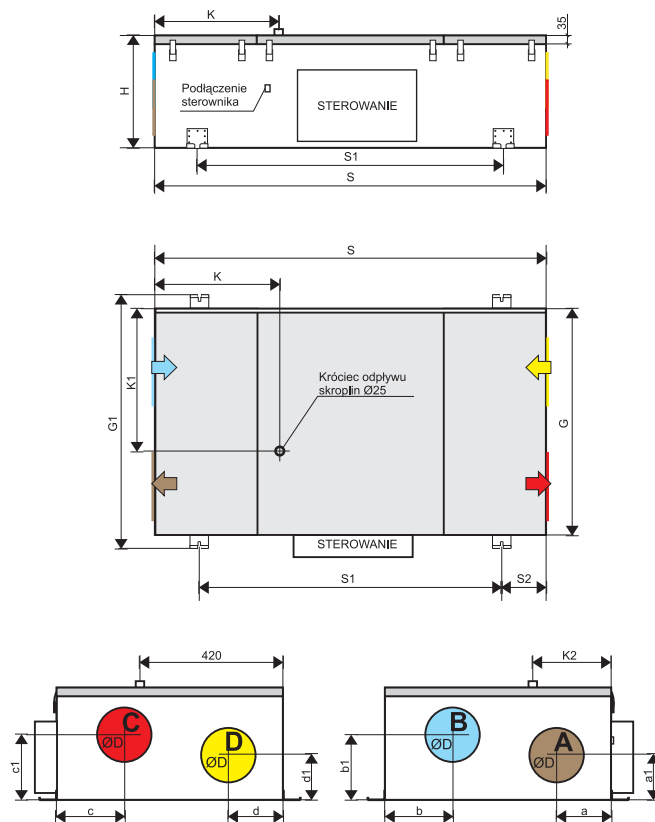 K
35
H
Podłączenie
sterownika
STEROWANIE
S1
S
S
K
K1
G1
Króciec odpływu
skroplin Ø25
G
STEROWANIE
S1
S2
420
K2
C
ØD
D
ØD
B
ØD
A
ØD
c1
d1
b1
a1
c
d
b
a